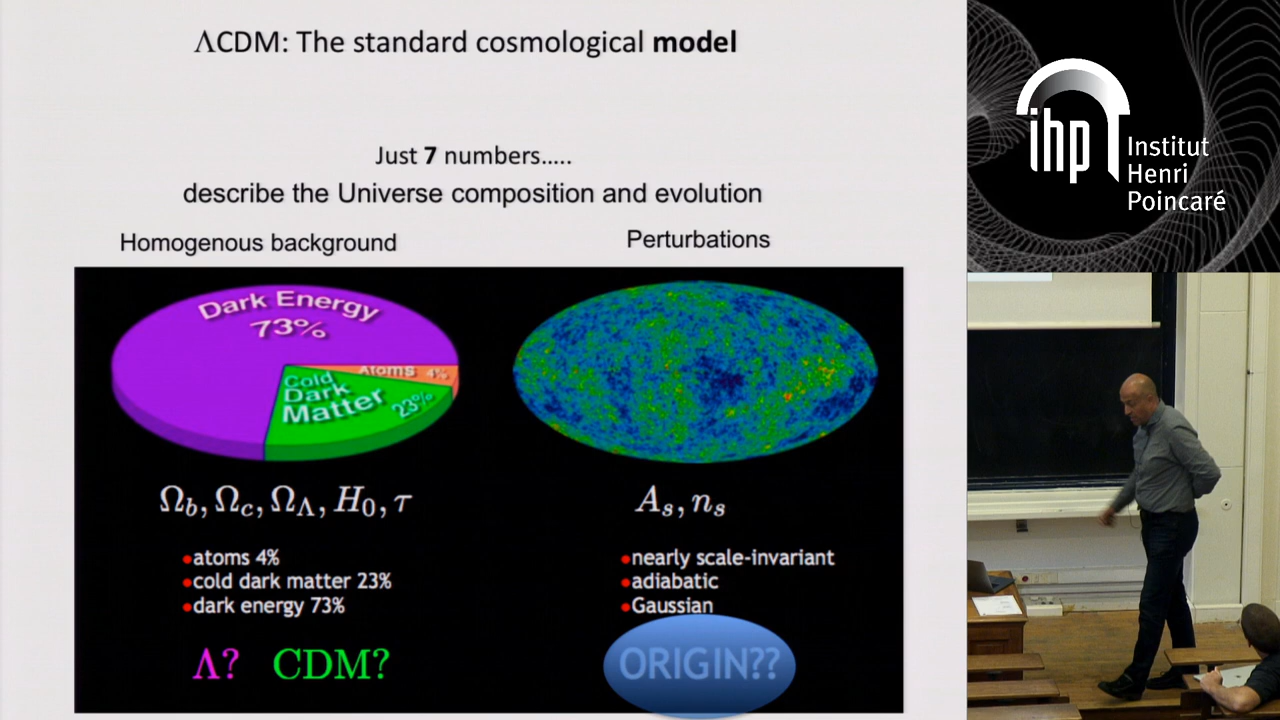 ΛCDM: The standard cosmological model
Just 7 numbers.....
describe the Universe composition and evolution
Homogenous background
Perturbations
Dark Energy
73%
Atoms 4%
Cold
Dark
Matter
23%
Ω_b, Ω_c, Ω_Λ, H_0, τ
A_s, n_s
•atoms 4%
•cold dark matter 23%
•dark energy 73%
•nearly scale-invariant
•adiabatic
•Gaussian
Λ? CDM?
ORIGIN??
ihp
Institut
Henri
Poincaré